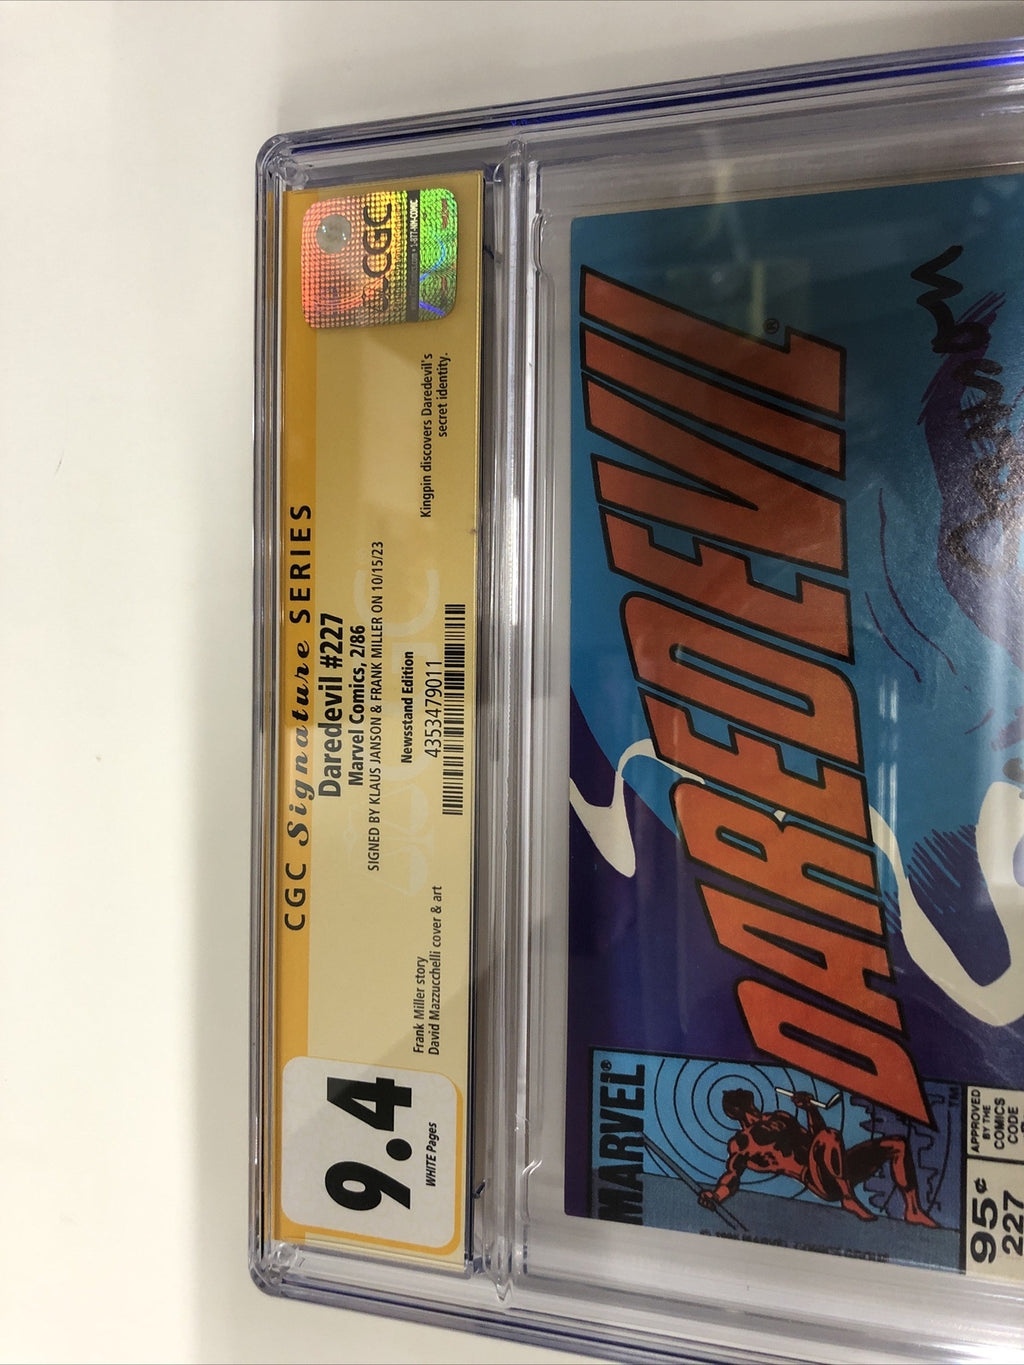 CGC Signature SERIES
9.4
WHITE Pages
Daredevil #227
Marvel Comics, 2/86
SIGNED BY KLAUS JANSON & FRANK MILLER ON 10/15/23
Newsstand Edition
4353479011
Frank Miller story
David Mazzucchelli cover & art
Kingpin discovers Daredevil's
secret identity.
CGC
MARVEL®
DAREDEVIL®
TM
95¢
227
APPROVED
BY THE
COMICS
CODE